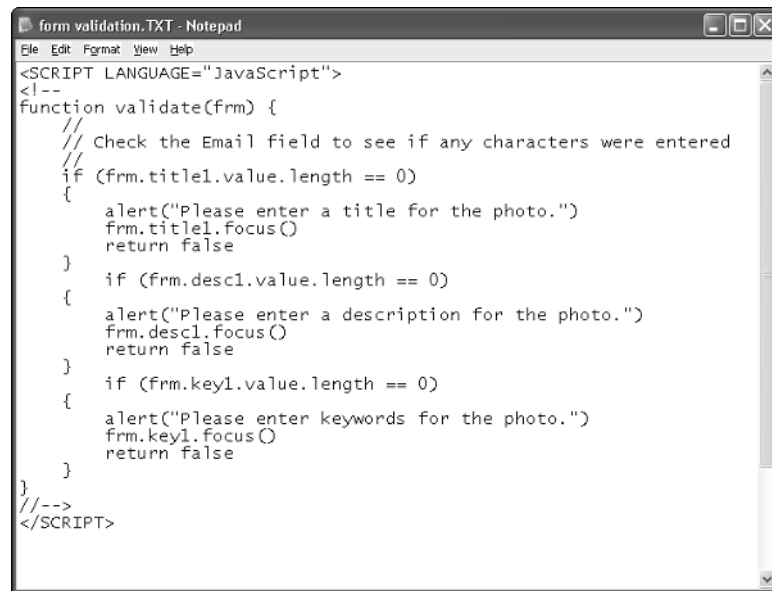 form validation.TXT - Notepad
File Edit Format View Help
<SCRIPT LANGUAGE="JavaScript">
<!--
function validate(frm) {
    //
    // Check the Email field to see if any characters were entered
    //
    if (frm.title1.value.length == 0)
    {
        alert("Please enter a title for the photo.")
        frm.title1.focus()
        return false
    }
        if (frm.desc1.value.length == 0)
    {
        alert("Please enter a description for the photo.")
        frm.desc1.focus()
        return false
    }
        if (frm.key1.value.length == 0)
    {
        alert("Please enter keywords for the photo.")
        frm.key1.focus()
        return false
    }
}
//-->
</SCRIPT>